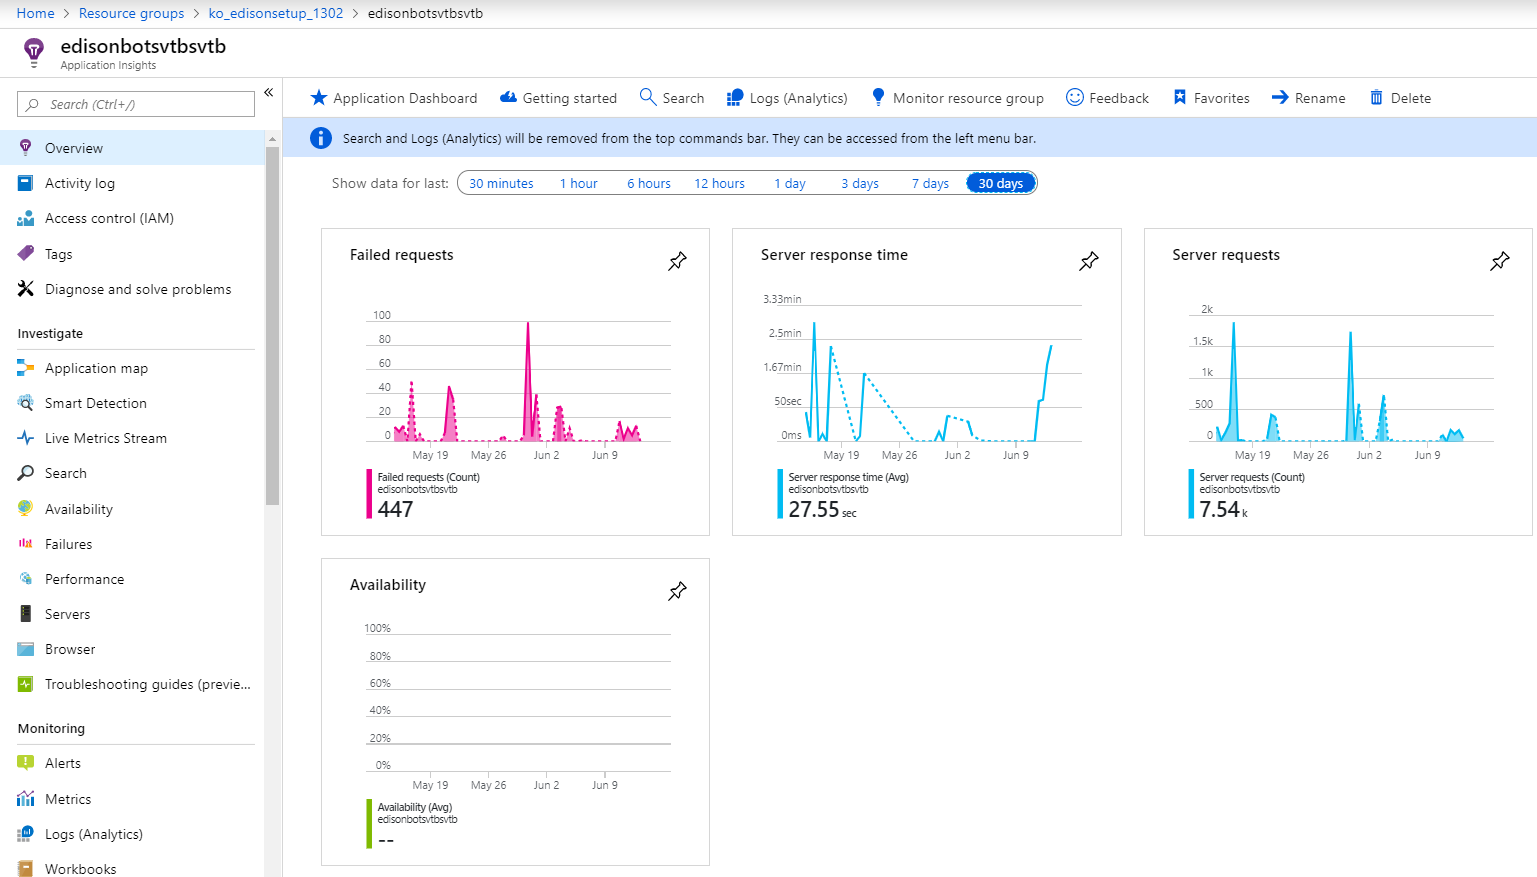 Home > Resource groups > ko_edisonsetup_1302 > edisonbotsvtbsvtb
edisonbotsvtbsvtb
Application Insights
Search (Ctrl+/)
«
Overview
Activity log
Access control (IAM)
Tags
Diagnose and solve problems
Investigate
Application map
Smart Detection
Live Metrics Stream
Search
Availability
Failures
Performance
Servers
Browser
Troubleshooting guides (previe...
Monitoring
Alerts
Metrics
Logs (Analytics)
Workbooks
Application Dashboard Getting started Search Logs (Analytics) Monitor resource group Feedback Favorites Rename Delete
Search and Logs (Analytics) will be removed from the top commands bar. They can be accessed from the left menu bar.
Show data for last: 30 minutes 1 hour 6 hours 12 hours 1 day 3 days 7 days 30 days
Failed requests
100
80
60
40
20
0
May 19 May 26 Jun 2 Jun 9
Failed requests (Count)
edisonbotsvtbsvtb
447
Server response time
3.33min
2.5min
1.67min
50sec
0ms
May 19 May 26 Jun 2 Jun 9
Server response time (Avg)
edisonbotsvtbsvtb
27.55 sec
Server requests
2k
1.5k
1k
500
0
May 19 May 26 Jun 2 Jun 9
Server requests (Count)
edisonbotsvtbsvtb
7.54 k
Availability
100%
80%
60%
40%
20%
0%
May 19 May 26 Jun 2 Jun 9
Availability (Avg)
edisonbotsvtbsvtb
--